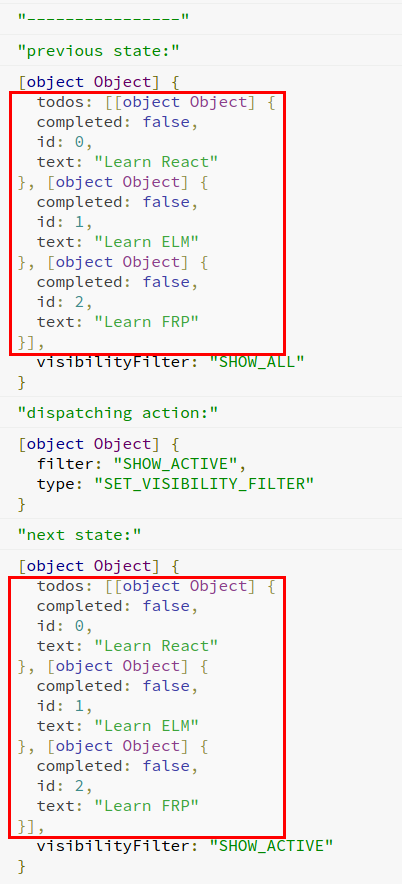 "----------------"
"previous state:"
[object Object] {
  todos: [[object Object] {
  completed: false,
  id: 0,
  text: "Learn React"
}, [object Object] {
  completed: false,
  id: 1,
  text: "Learn ELM"
}, [object Object] {
  completed: false,
  id: 2,
  text: "Learn FRP"
}],
  visibilityFilter: "SHOW_ALL"
}
"dispatching action:"
[object Object] {
  filter: "SHOW_ACTIVE",
  type: "SET_VISIBILITY_FILTER"
}
"next state:"
[object Object] {
  todos: [[object Object] {
  completed: false,
  id: 0,
  text: "Learn React"
}, [object Object] {
  completed: false,
  id: 1,
  text: "Learn ELM"
}, [object Object] {
  completed: false,
  id: 2,
  text: "Learn FRP"
}],
  visibilityFilter: "SHOW_ACTIVE"
}